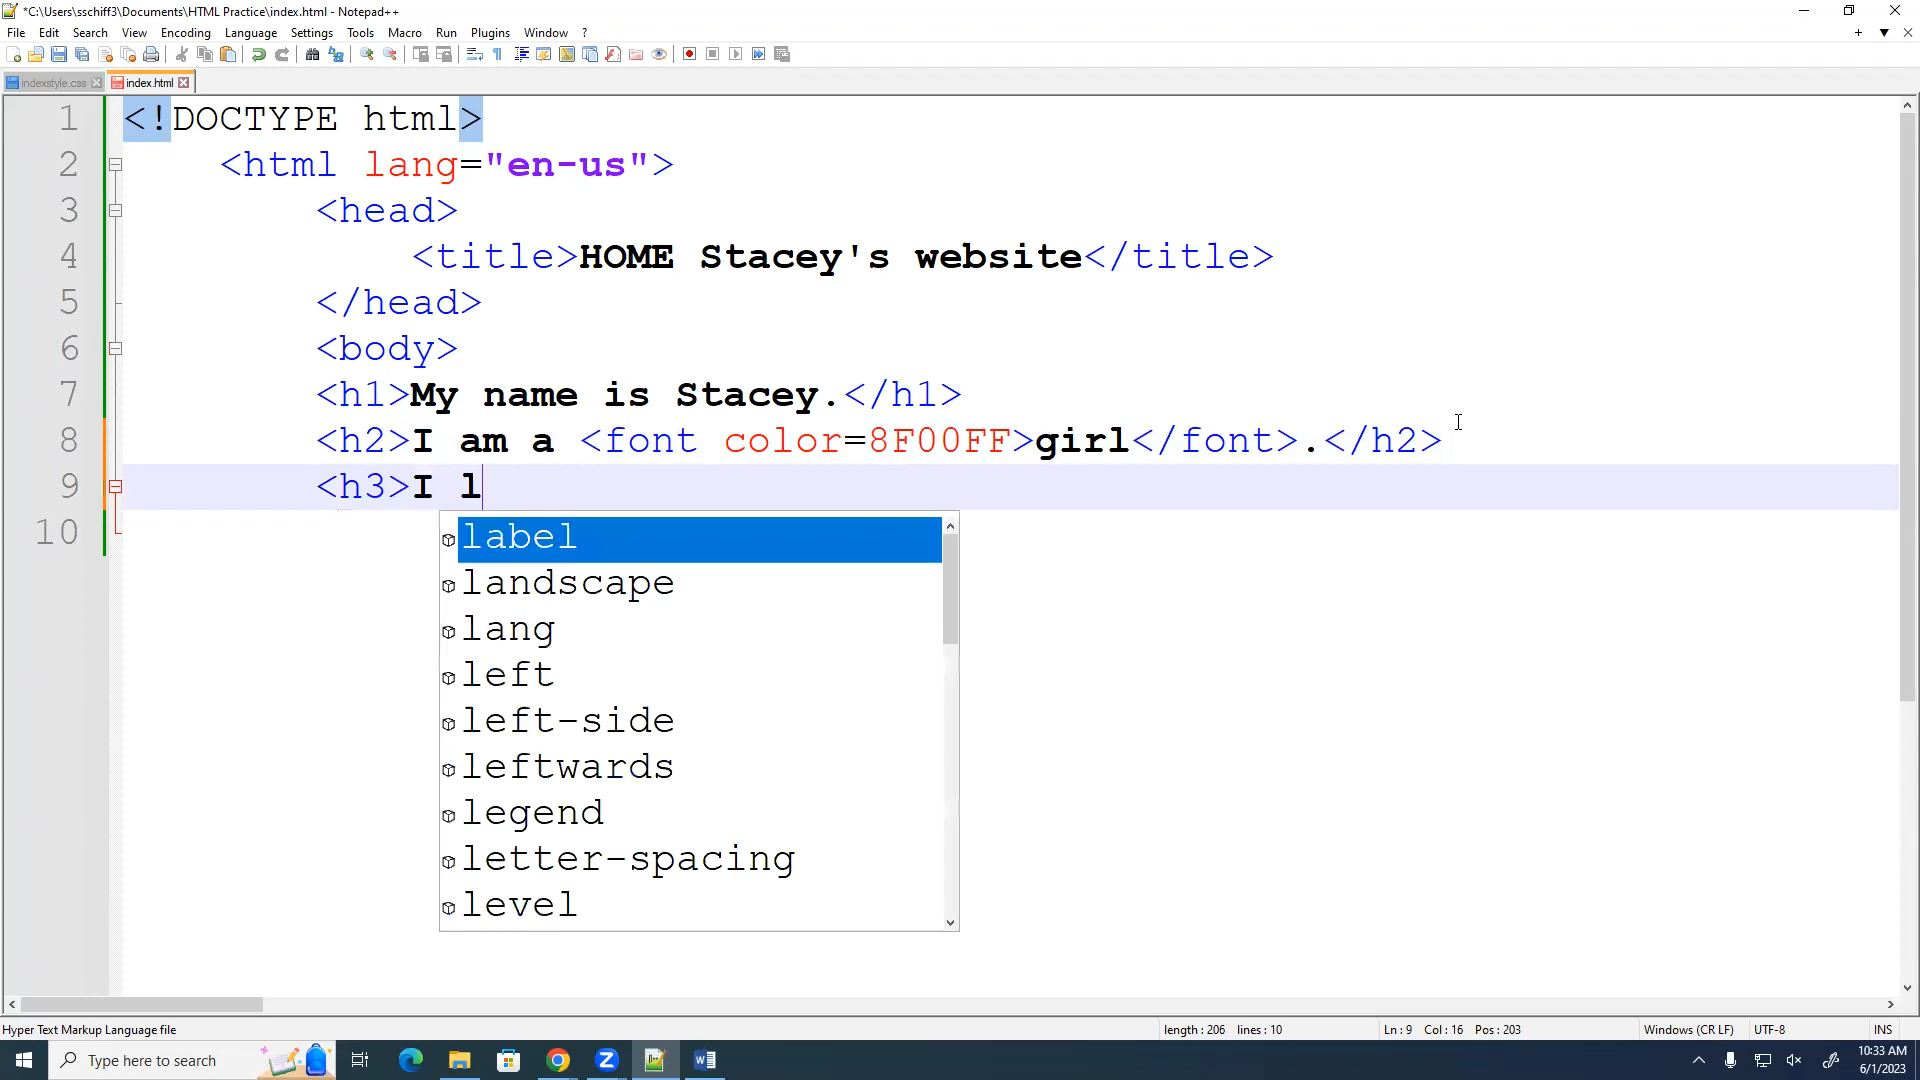 *C:\Users\sschiff3\Documents\HTML Practice\index.html - Notepad++
File Edit Search View Encoding Language Settings Tools Macro Run Plugins Window ?
indexstyle.css index.html
1 <!DOCTYPE html>
2 <html lang="en-us">
3 <head>
4 <title>HOME Stacey's website</title>
5 </head>
6 <body>
7 <h1>My name is Stacey.</h1>
8 <h2>I am a <font color=8F00FF>girl</font>.</h2>
9 <h3>I l
10
label
landscape
lang
left
left-side
leftwards
legend
letter-spacing
level
Hyper Text Markup Language file length : 206 lines : 10 Ln : 9 Col : 16 Pos : 203 Windows (CR LF) UTF-8 INS
Type here to search
10:33 AM
6/1/2023